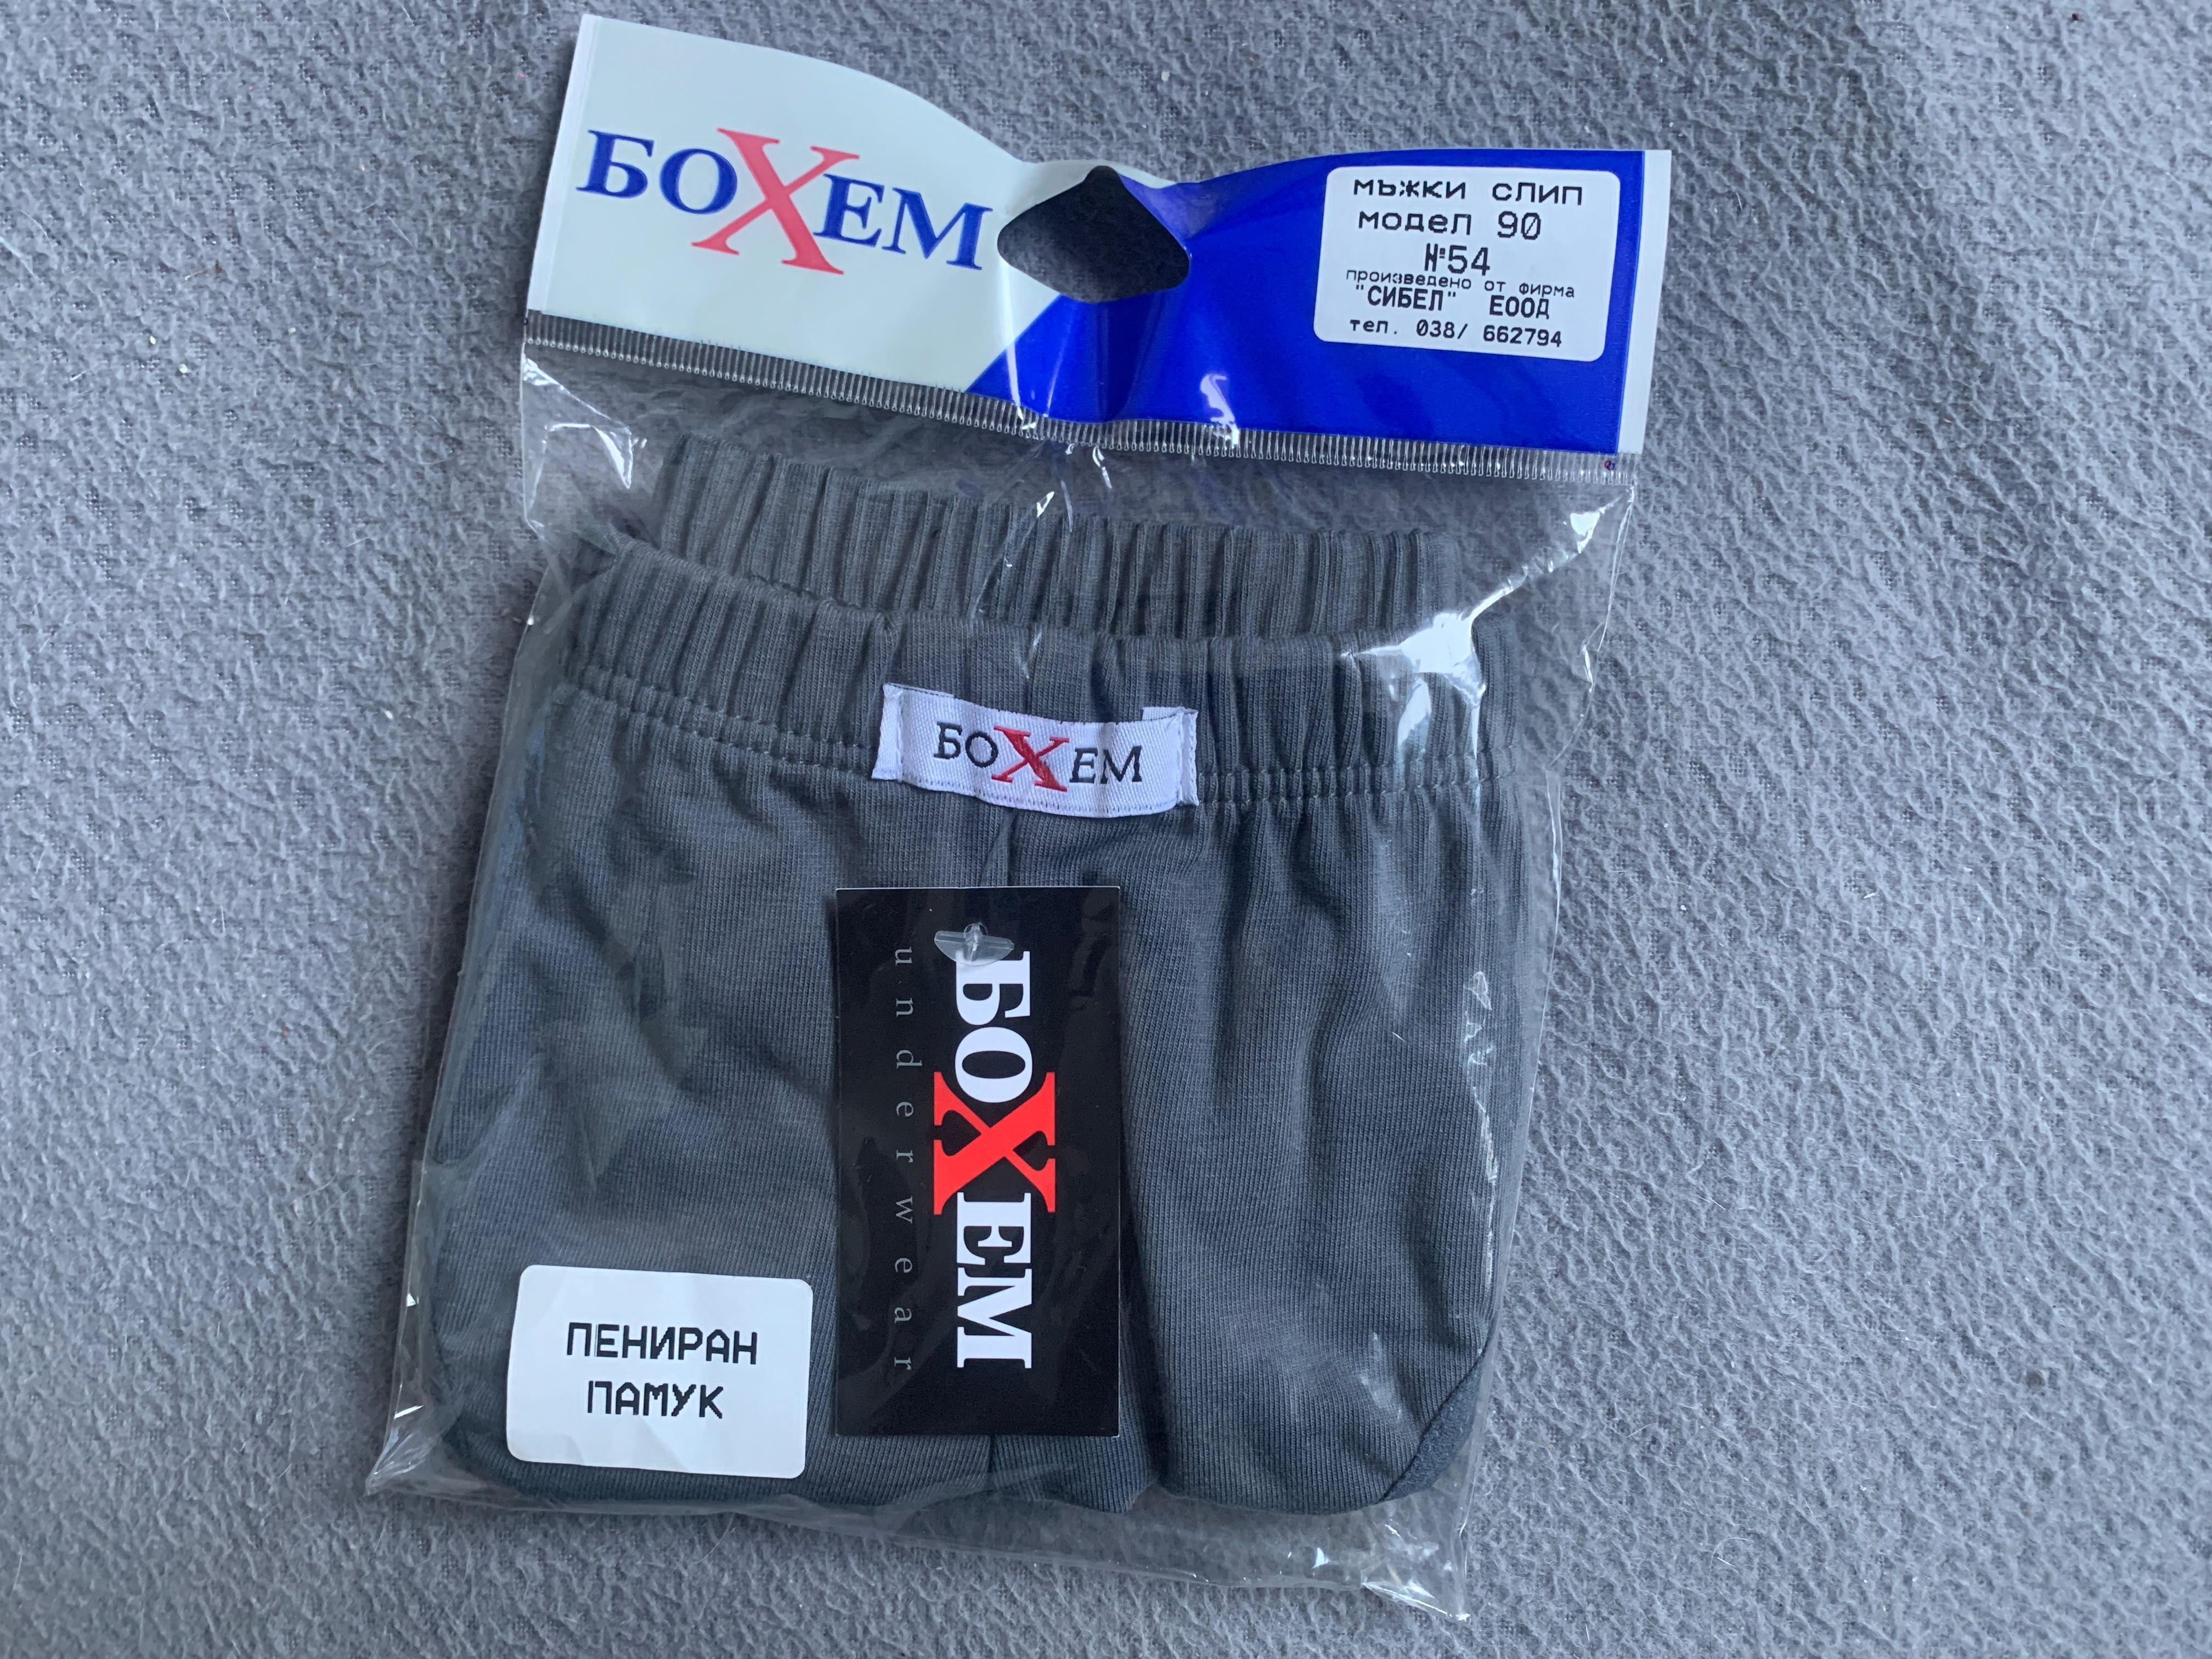 БОХЕМ
мъжки слип
модел 90
№54
произведено от фирма
"СИБЕЛ" ЕООД
тел. 038/ 662794
БОХЕМ
БОХЕМ
underwear
ПЕНИРАН
ПАМУК